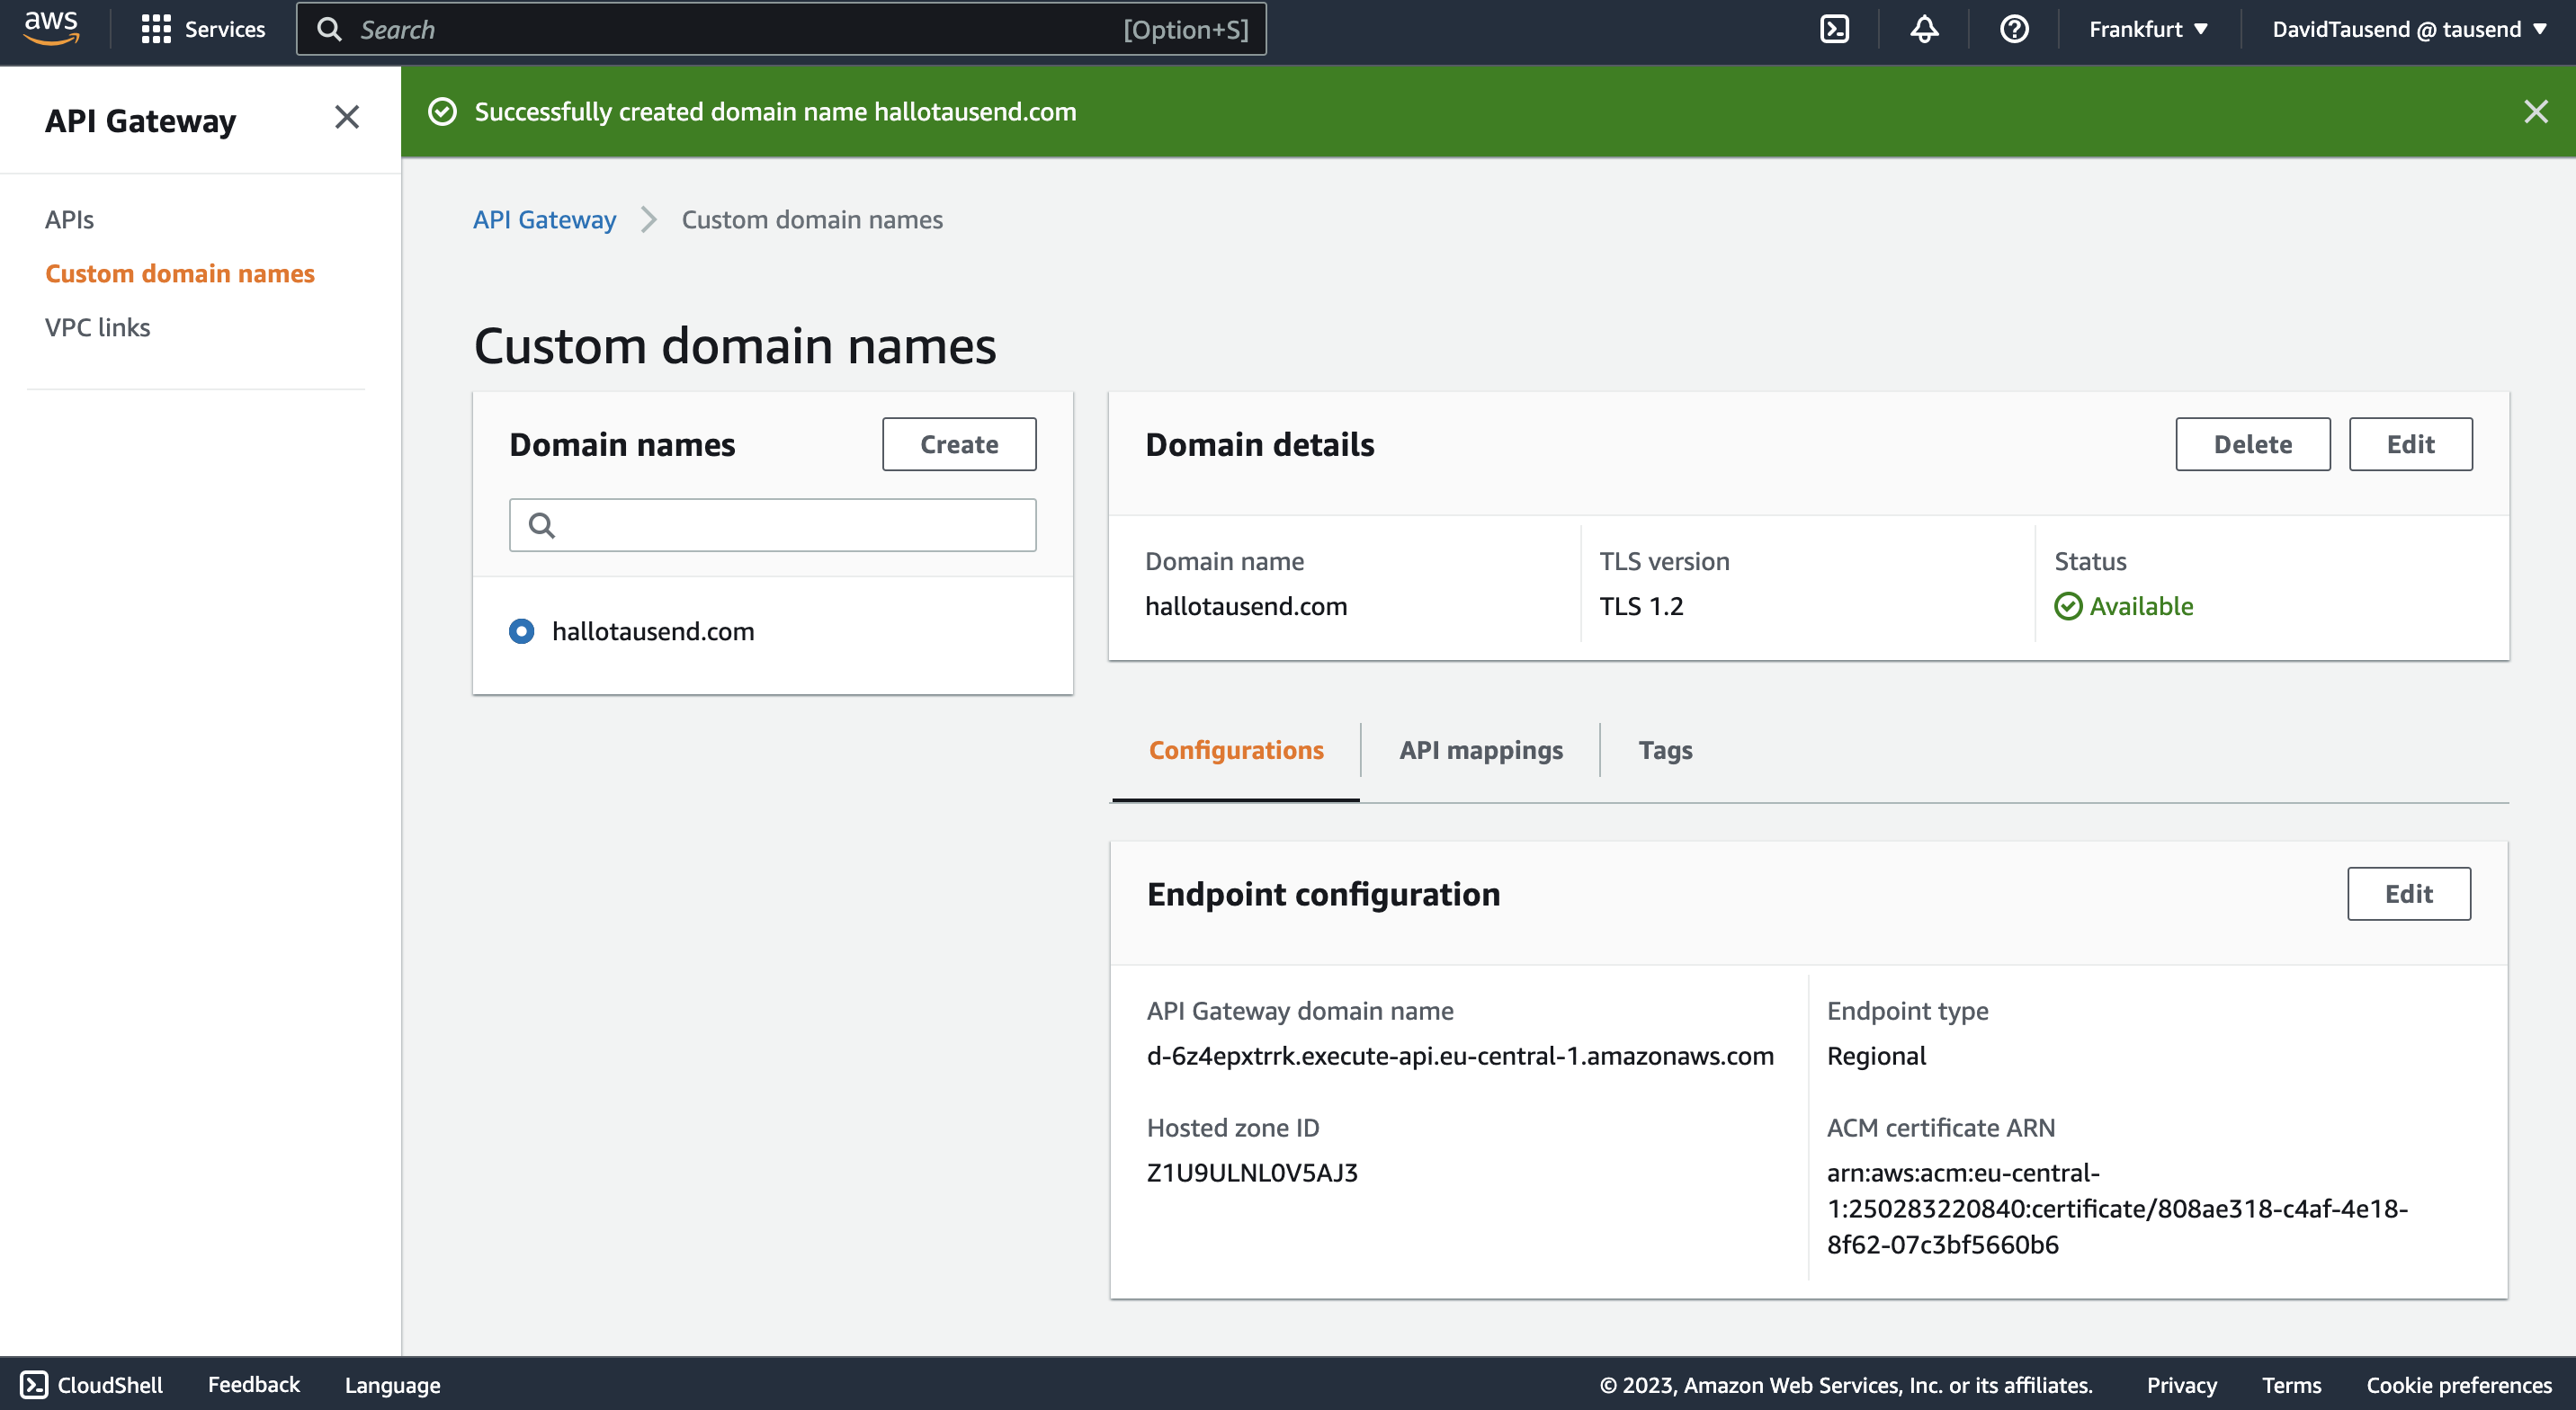 aws
Services
Search
[Option+S]
Frankfurt
DavidTausend @ tausend
API Gateway
APIs
Custom domain names
VPC links
Successfully created domain name hallotausend.com
API Gateway
Custom domain names
Custom domain names
Domain names
Create
hallotausend.com
Domain details
Delete
Edit
Domain name
hallotausend.com
TLS version
TLS 1.2
Status
Available
Configurations
API mappings
Tags
Endpoint configuration
Edit
API Gateway domain name
d-6z4epxtrrk.execute-api.eu-central-1.amazonaws.com
Hosted zone ID
Z1U9ULNL0V5AJ3
Endpoint type
Regional
ACM certificate ARN
arn:aws:acm:eu-central-
1:250283220840:certificate/808ae318-c4af-4e18-
8f62-07c3bf5660b6
CloudShell
Feedback
Language
© 2023, Amazon Web Services, Inc. or its affiliates.
Privacy
Terms
Cookie preferences